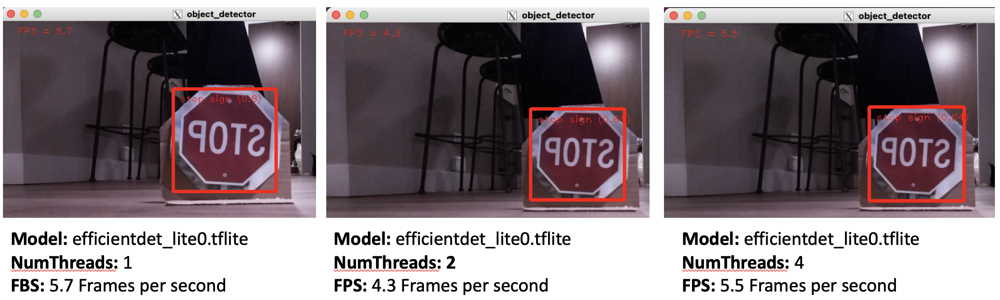 object_detector
FPS = 5.7
stop sign (0.8)
STOP
Model: efficientdet_lite0.tflite
NumThreads: 1
FBS: 5.7 Frames per second
object_detector
FPS = 4.3
stop sign (0.85)
STOP
Model: efficientdet_lite0.tflite
NumThreads: 2
FPS: 4.3 Frames per second
object_detector
FPS = 5.5
stop sign (0.84)
STOP
Model: efficientdet_lite0.tflite
NumThreads: 4
FPS: 5.5 Frames per second